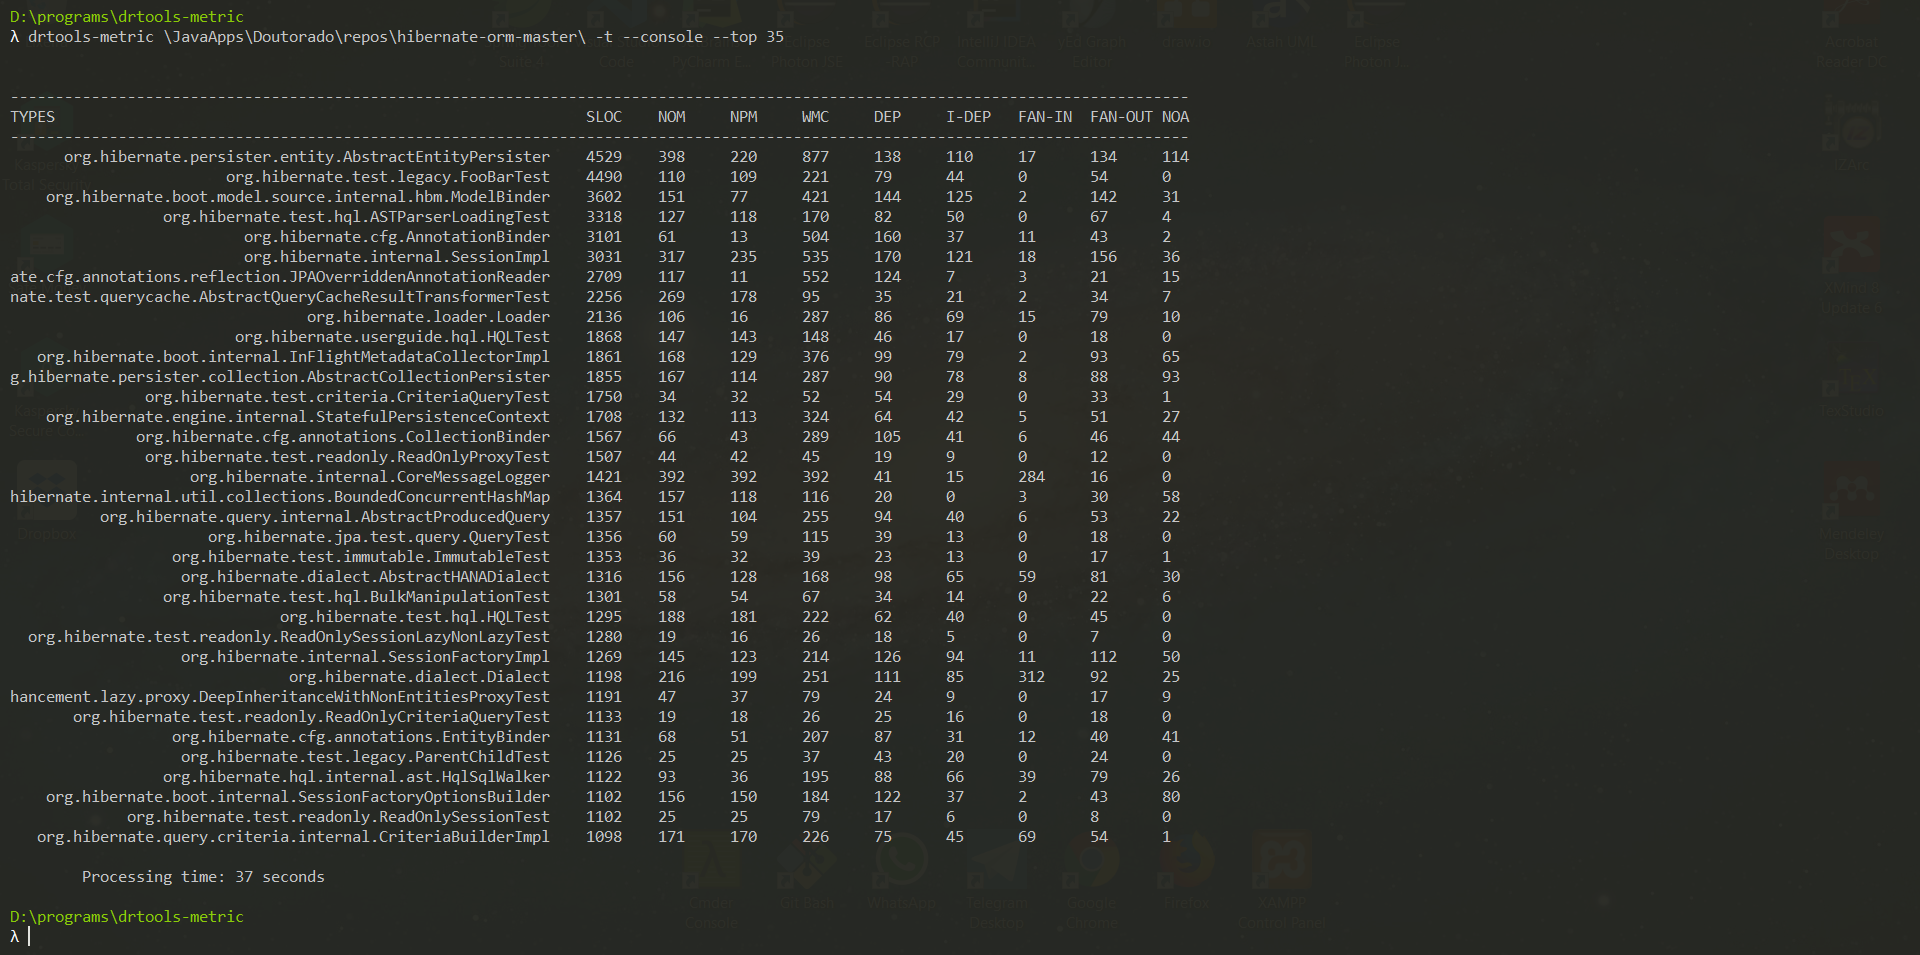 D:\programs\drtools-metric
λ drtools-metric \JavaApps\Doutorado\repos\hibernate-orm-master\ -t --console --top 35
-----------------------------------------------------------------------------------------------------------------------------------
TYPES SLOC NOM NPM WMC DEP I-DEP FAN-IN FAN-OUT NOA
-----------------------------------------------------------------------------------------------------------------------------------
org.hibernate.persister.entity.AbstractEntityPersister 4529 398 220 877 138 110 17 134 114
org.hibernate.test.legacy.FooBarTest 4490 110 109 221 79 44 0 54 0
org.hibernate.boot.model.source.internal.hbm.ModelBinder 3602 151 77 421 144 125 2 142 31
org.hibernate.test.hql.ASTParserLoadingTest 3318 127 118 170 82 50 0 67 4
org.hibernate.cfg.AnnotationBinder 3101 61 13 504 160 37 11 43 2
org.hibernate.internal.SessionImpl 3031 317 235 535 170 121 18 156 36
ate.cfg.annotations.reflection.JPAOverriddenAnnotationReader 2709 117 11 552 124 7 3 21 15
nate.test.querycache.AbstractQueryCacheResultTransformerTest 2256 269 178 95 35 21 2 34 7
org.hibernate.loader.Loader 2136 106 16 287 86 69 15 79 10
org.hibernate.userguide.hql.HQLTest 1868 147 143 148 46 17 0 18 0
org.hibernate.boot.internal.InFlightMetadataCollectorImpl 1861 168 129 376 99 79 2 93 65
g.hibernate.persister.collection.AbstractCollectionPersister 1855 167 114 287 90 78 8 88 93
org.hibernate.test.criteria.CriteriaQueryTest 1750 34 32 52 54 29 0 33 1
org.hibernate.engine.internal.StatefulPersistenceContext 1708 132 113 324 64 42 5 51 27
org.hibernate.cfg.annotations.CollectionBinder 1567 66 43 289 105 41 6 46 44
org.hibernate.test.readonly.ReadOnlyProxyTest 1507 44 42 45 19 9 0 12 0
org.hibernate.internal.CoreMessageLogger 1421 392 392 392 41 15 284 16 0
hibernate.internal.util.collections.BoundedConcurrentHashMap 1364 157 118 116 20 0 3 30 58
org.hibernate.query.internal.AbstractProducedQuery 1357 151 104 255 94 40 6 53 22
org.hibernate.jpa.test.query.QueryTest 1356 60 59 115 39 13 0 18 0
org.hibernate.test.immutable.ImmutableTest 1353 36 32 39 23 13 0 17 1
org.hibernate.dialect.AbstractHANADialect 1316 156 128 168 98 65 59 81 30
org.hibernate.test.hql.BulkManipulationTest 1301 58 54 67 34 14 0 22 6
org.hibernate.test.hql.HQLTest 1295 188 181 222 62 40 0 45 0
org.hibernate.test.readonly.ReadOnlySessionLazyNonLazyTest 1280 19 16 26 18 5 0 7 0
org.hibernate.internal.SessionFactoryImpl 1269 145 123 214 126 94 11 112 50
org.hibernate.dialect.Dialect 1198 216 199 251 111 85 312 92 25
hancement.lazy.proxy.DeepInheritanceWithNonEntitiesProxyTest 1191 47 37 79 24 9 0 17 9
org.hibernate.test.readonly.ReadOnlyCriteriaQueryTest 1133 19 18 26 25 16 0 18 0
org.hibernate.cfg.annotations.EntityBinder 1131 68 51 207 87 31 12 40 41
org.hibernate.test.legacy.ParentChildTest 1126 25 25 37 43 20 0 24 0
org.hibernate.hql.internal.ast.HqlSqlWalker 1122 93 36 195 88 66 39 79 26
org.hibernate.boot.internal.SessionFactoryOptionsBuilder 1102 156 150 184 122 37 2 43 80
org.hibernate.test.readonly.ReadOnlySessionTest 1102 25 25 79 17 6 0 8 0
org.hibernate.query.criteria.internal.CriteriaBuilderImpl 1098 171 170 226 75 45 69 54 1
Processing time: 37 seconds
D:\programs\drtools-metric
λ